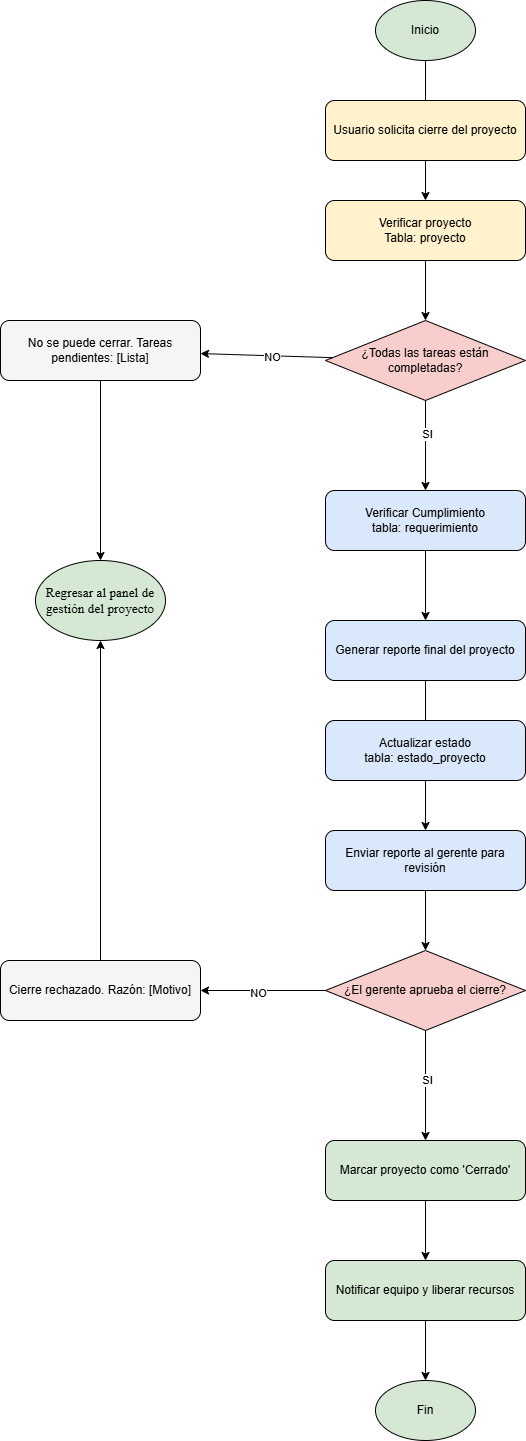 Inicio
Usuario solicita cierre del proyecto
Verificar proyecto
Tabla: proyecto
¿Todas las tareas están
completadas?
NO
No se puede cerrar. Tareas
pendientes: [Lista]
SI
Verificar Cumplimiento
tabla: requerimiento
Regresar al panel de
gestión del proyecto
Generar reporte final del proyecto
Actualizar estado
tabla: estado_proyecto
Enviar reporte al gerente para
revisión
¿El gerente aprueba el cierre?
NO
Cierre rechazado. Razón: [Motivo]
SI
Marcar proyecto como 'Cerrado'
Notificar equipo y liberar recursos
Fin